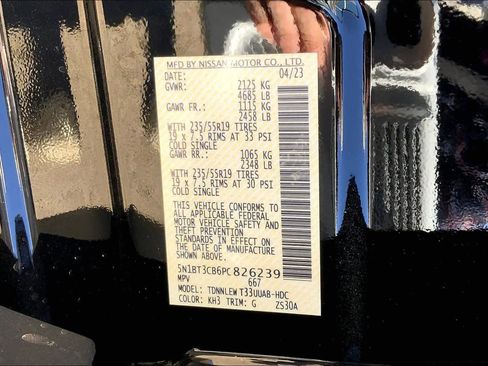 MFD BY NISSAN MOTOR CO., LTD.
DATE: 04/23
GVWR: 2125 KG
4685 LB
GAWR FR.: 1115 KG
2458 LB
WITH 235/55R19 TIRES
19 x 7.5 RIMS AT 33 PSI
COLD SINGLE
GAWR RR.: 1065 KG
2348 LB
WITH 235/55R19 TIRES
19 x 7.5 RIMS AT 30 PSI
COLD SINGLE
THIS VEHICLE CONFORMS TO
ALL APPLICABLE FEDERAL
MOTOR VEHICLE SAFETY AND
THEFT PREVENTION
STANDARDS IN EFFECT ON
THE DATE OF MANUFACTURE
SHOWN ABOVE.
5N1BT3CB6PC826239
MPV 667
MODEL: TDNNLEW T33UUAB-HDC
COLOR: KH3 TRIM: G ZS30A